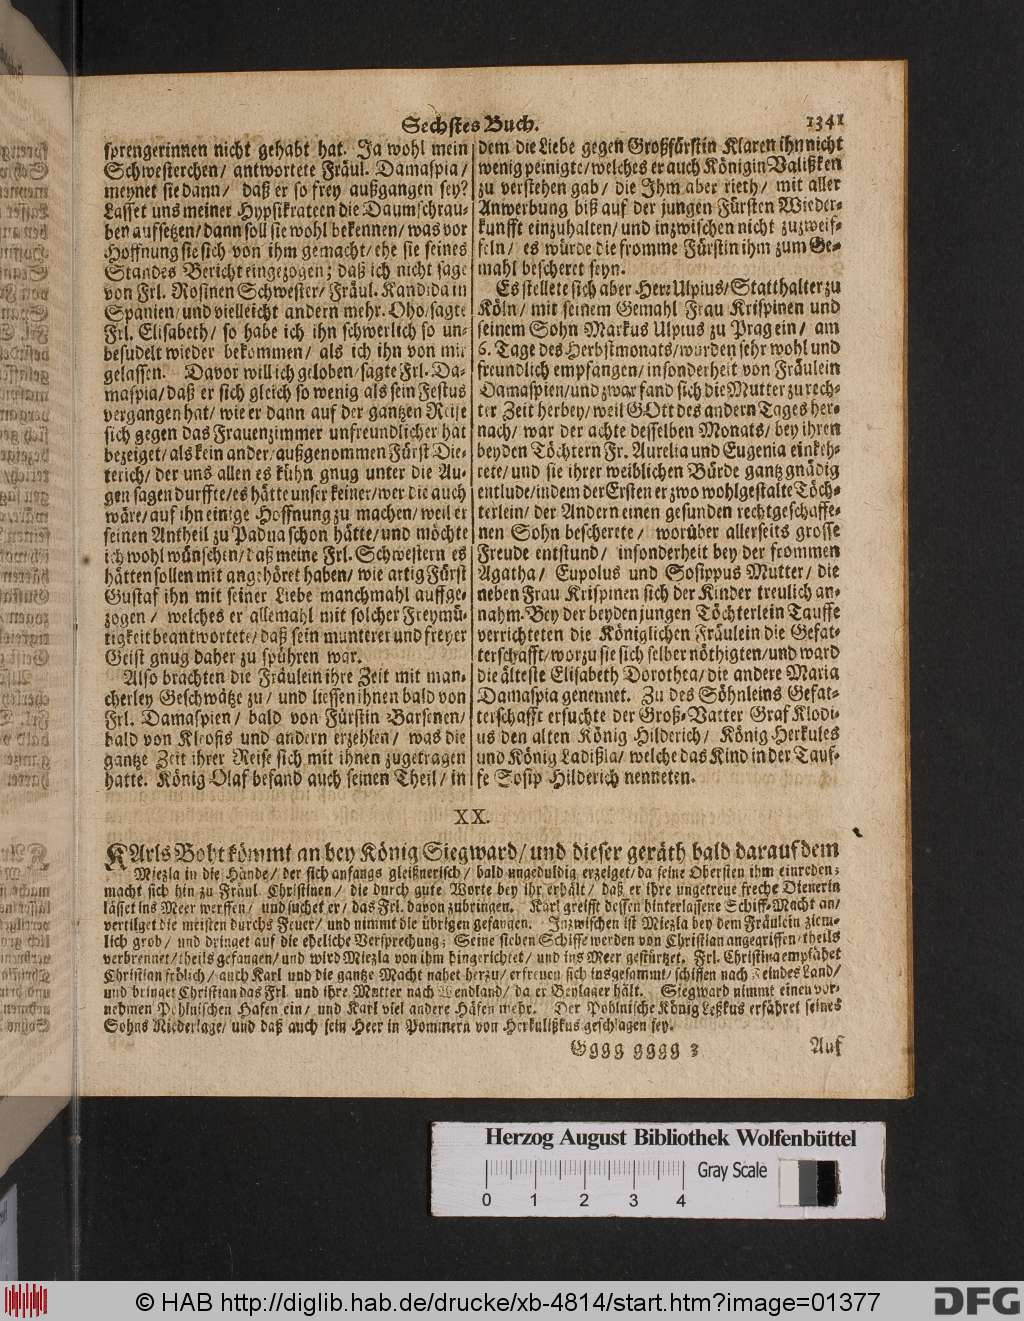 Sechstes Buch. 1341
sprengerinnen nicht gehabt hat. Ja wohl mein
Schwesterchen/ antwortete Fräul. Damaspia/
meynet sie dann/ daß er so frey außgangen sey?
Lasset uns meiner Hypsikrateen die Daumschrau-
ben aufsetzen/ dann soll sie wohl bekennen/ was vor
Hoffnung sie sich von ihm gemacht/ ehe sie seines
Standes Bericht eingezogen; daß ich nicht sage
von Frl. Rosinen Schwester/ Fräul. Kandida in
Spanien/ und vielleicht andern mehr. Oho/ sagte
Frl. Elisabeth/ so habe ich ihn schwerlich so un-
besudelt wieder bekommen/ als ich ihn von mir
gelassen. Davor will ich geloben/ sagte Frl. Da-
maspia/ daß er sich gleich so wenig als sein Festus
vergangen hat/ wie er dann auf der gantzen Reise
sich gegen das Frauenzimmer unfreundlicher hat
bezeiget/ als kein ander/ außgenommen Fürst Die-
terich/ der uns allen es kühn gnug unter die Au-
gen sagen durffte/ es hätte unser keiner/ wer die auch
wäre/ auf ihn einige Hoffnung zu machen/ weil er
seinen Antheil zu Padua schon hätte/ und möchte
ich wohl wünschen/ daß meine Frl. Schwestern es
hätten sollen mit angehöret haben/ wie artig Fürst
Gustaf ihn mit seiner Liebe manchmahl auffge-
zogen/ welches er allemahl mit solcher Freymü-
tigkeit beantwortete/ daß sein munterer und freyer
Geist gnug daher zu spühren war.
Also brachten die Fräulein ihre Zeit mit man-
cherley Geschwätze zu/ und liessen ihnen bald von
Frl. Damaspien/ bald von Fürstin Barsenen/
bald von Kleofis und andern erzehlen/ was die
gantze Zeit ihrer Reise sich mit ihnen zugetragen
hatte. König Olaf befand auch seinen Theil/ in
dem die Liebe gegen Großfürstin Klaren ihn nicht
wenig peinigte/ welches er auch Königin Valißken
zu verstehen gab/ die Ihm aber rieth/ mit aller
Anwerbung biß auf der jungen Fürsten Wieder-
kunfft einzuhalten/ und inzwischen nicht zuzweif-
feln/ es würde die fromme Fürstin ihm zum Ge-
mahl bescheret seyn.
Es stellete sich aber Herr Ulpius/ Statthalter zu
Köln/ mit seinem Gemahl Frau Krispinen und
seinem Sohn Markus Ulpius zu Prag ein/ am
6. Tage des Herbstmonats/ wurden sehr wohl und
freundlich empfangen/ insonderheit von Fräulein
Damaspien/ und zwar fand sich die Mutter zu rech-
ter Zeit herbey/ weil GOtt des andern Tages her-
nach/ war der achte desselben Monats/ bey ihren
beyden Töchtern Fr. Aurelia und Eugenia einkeh-
rete/ und sie ihrer weiblichen Bürde gantz gnädig
entlude/ indem der Ersten er zwo wohlgestalte Töch-
terlein/ der Andern einen gesunden rechtgeschaffe-
nen Sohn bescherete/ worüber allerseits grosse
Freude entstund/ insonderheit bey der frommen
Agatha/ Eupolus und Sosippus Mutter/ die
neben Frau Krispinen sich der Kinder treulich an-
nahm. Bey der beyden jungen Töchterlein Tauffe
verrichteten die Königlichen Fräulein die Gefat-
terschafft/ worzu sie sich selber nöthigten/ und ward
die älteste Elisabeth Dorothea/ die andere Maria
Damaspia genennet. Zu des Söhnleins Gefat-
terschafft ersuchte der Groß-Vatter Graf Klodi-
us den alten König Hilderich/ König Herkules
und König Ladißla/ welche das Kind in der Tauf-
fe Sosip Hilderich nenneten.
XX.
KArls Boht kömmt an bey König Siegward/ und dieser geräth bald darauf dem
Miezla in die Hände/ der sich anfangs gleißnerisch/ bald ungeduldig erzeiget/ da seine Obersten ihm einreden;
macht sich hin zu Fräul. Christinen/ die durch gute Worte bey ihr erhält/ daß er ihre ungetreue freche Dienerin
lässet ins Meer werffen/ und suchet er/ das Frl. davon zubringen. Karl greifft dessen hinterlassene Schiff-Macht an/
vertilget die meisten durchs Feuer/ und nimmt die übrigen gefangen. Inzwischen ist Miezla bey dem Fräulein ziem-
lich grob/ und dringet auf die eheliche Versprechung; Seine sieben Schiffe werden von Christian angegriffen/ theils
verbrennet/ theils gefangen/ und wird Miezla von ihm hingerichtet/ und ins Meer gestürtzet. Frl. Christina empfähet
Christian frölich/ auch Karl und die gantze Macht nahet herzu/ erfreuen sich insgesammt/ schiffen nach Feindes Land/
und bringet Christian das Frl. und ihre Mutter nach Wendland/ da er Beylager hält. Siegward nimmt einen vor-
nehmen Pohlnischen Hafen ein/ und Karl viel andere Häfen mehr. Der Pohlnische König Leßkus erfähret seines
Sohns Niederlage/ und daß auch sein Heer in Pommern von Herkulißkus geschlagen sey.
Gggg gggg 3 Auf
Herzog August Bibliothek Wolfenbüttel
Gray Scale
0 1 2 3 4
© HAB http://diglib.hab.de/drucke/xb-4814/start.htm?image=01377
DFG